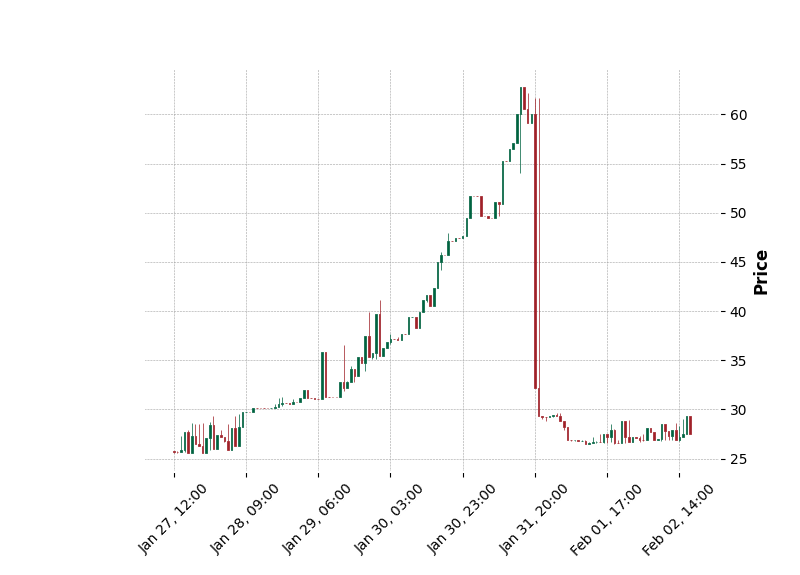 60
55
50
45
40
35
30
25
Price
Jan 27, 12:00
Jan 28, 09:00
Jan 29, 06:00
Jan 30, 03:00
Jan 30, 23:00
Jan 31, 20:00
Feb 01, 17:00
Feb 02, 14:00